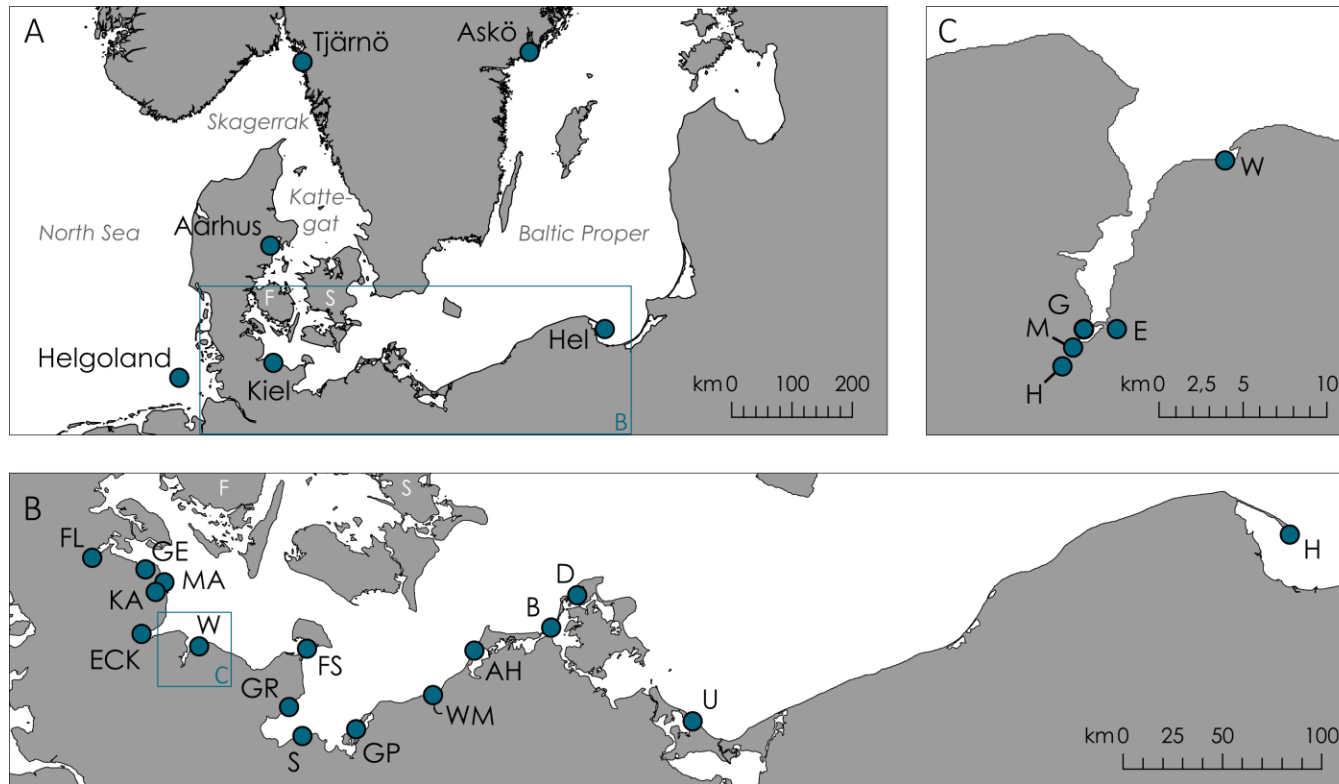 A
Tjärnö
Askö
Skagerrak
Katte-
gat
North Sea
Aarhus
Baltic Proper
F
S
Helgoland
Kiel
Hel
km 0 100 200
B
C
W
G
M
E
H
km 0 2,5 5 10
B
F
S
FL
GE
MA
KA
ECK
W
C
FS
GR
S
GP
WM
AH
B
D
U
H
km 0 25 50 100